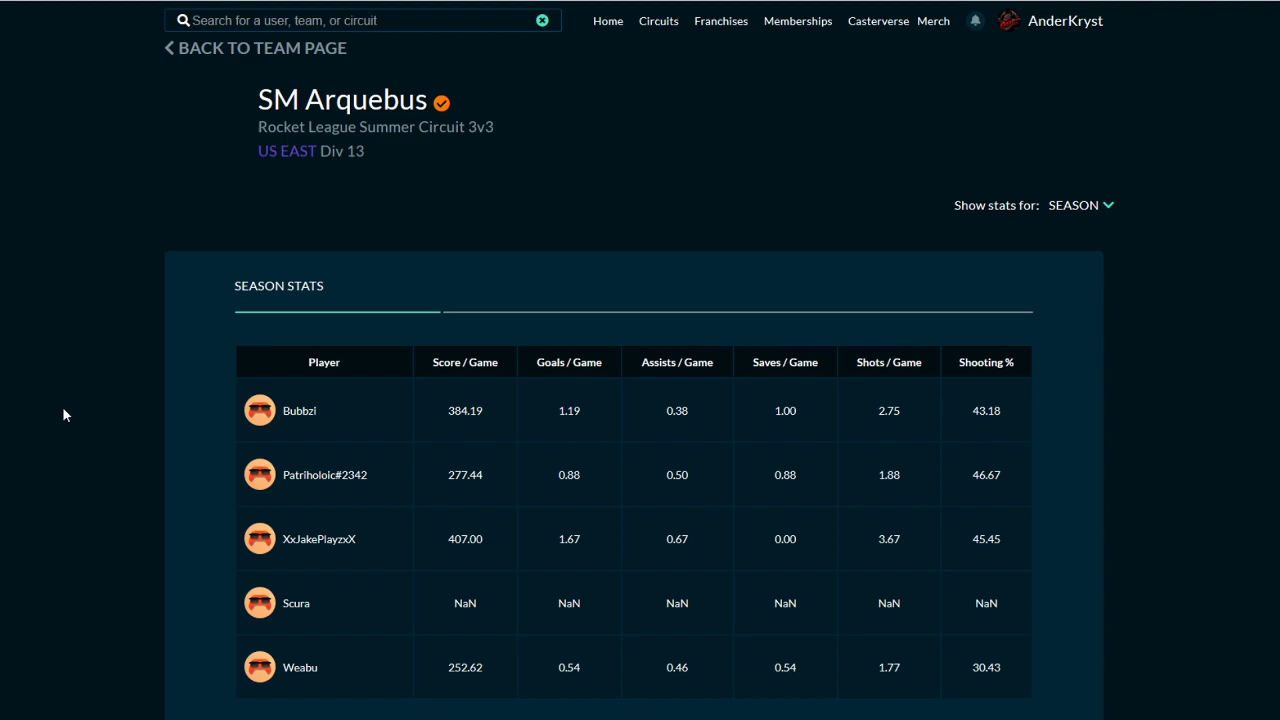 Search for a user, team, or circuit
Home Circuits Franchises Memberships Casterverse Merch AnderKryst
BACK TO TEAM PAGE
SM Arquebus
Rocket League Summer Circuit 3v3
US EAST Div 13
Show stats for: SEASON
SEASON STATS
Player Score / Game Goals / Game Assists / Game Saves / Game Shots / Game Shooting %
Bubbzi 384.19 1.19 0.38 1.00 2.75 43.18
Patriholoic#2342 277.44 0.88 0.50 0.88 1.88 46.67
XxJakePlayzxX 407.00 1.67 0.67 0.00 3.67 45.45
Scura NaN NaN NaN NaN NaN NaN
Weabu 252.62 0.54 0.46 0.54 1.77 30.43